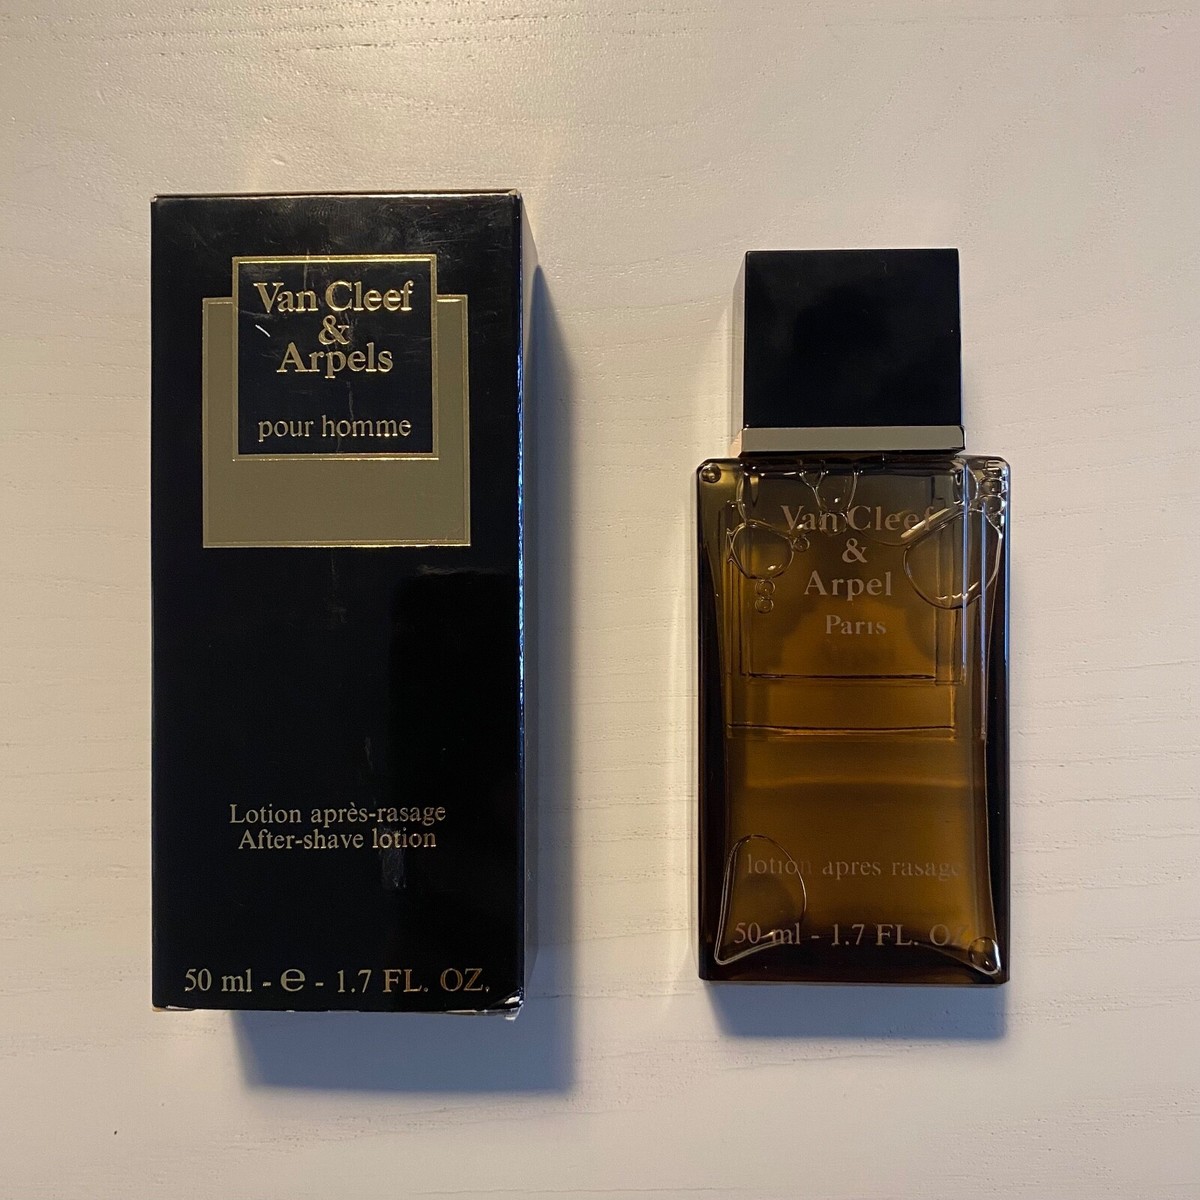 Van Cleef
&
Arpels
pour homme
Lotion après-rasage
After-shave lotion
50 ml - e - 1.7 FL. OZ.
Van Cleef
&
Arpel
Paris
lotion apres rasage
50 ml - 1.7 FL. OZ.